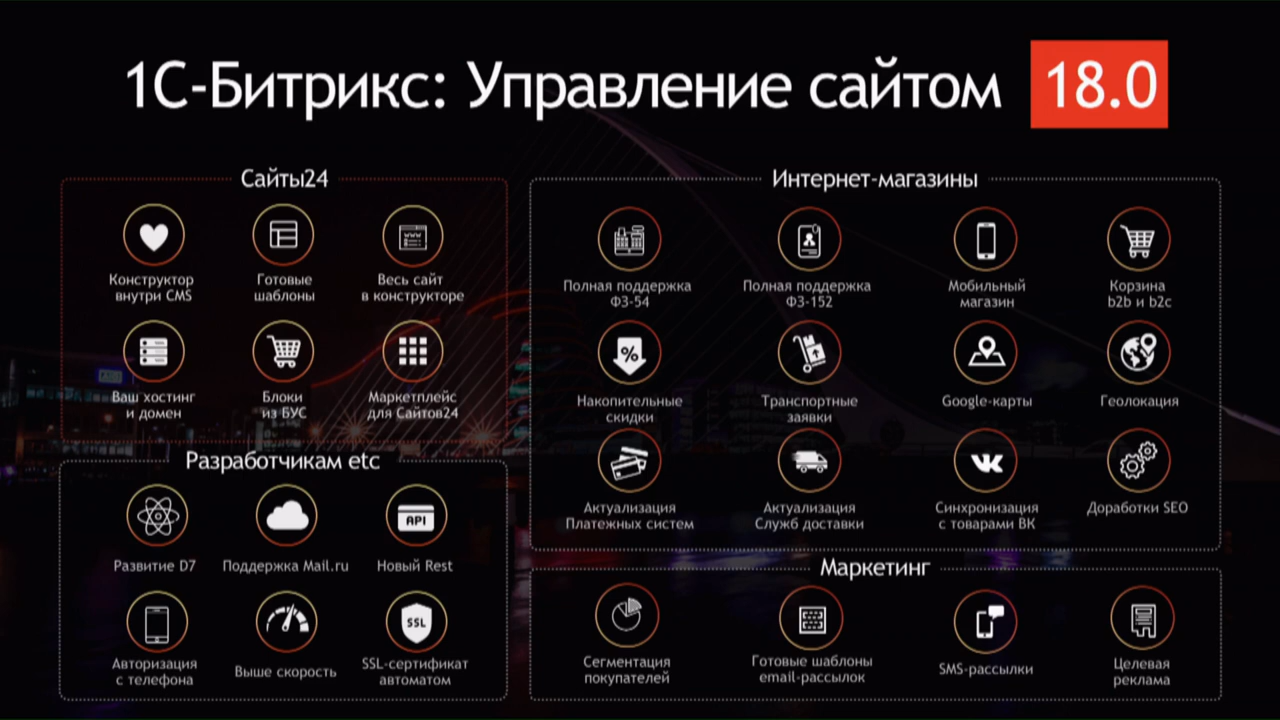 1С-Битрикс: Управление сайтом 18.0
Сайты24
Конструктор
внутри CMS
Готовые
шаблоны
Весь сайт
в конструкторе
Ваш хостинг
и домен
Блоки
из БУС
Маркетплейс
для Сайтов24
Разработчикам etc
Развитие D7
Поддержка Mail.ru
API
Новый Rest
Авторизация
с телефона
Выше скорость
SSL
SSL-сертификат
автоматом
Интернет-магазины
Полная поддержка
ФЗ-54
Полная поддержка
ФЗ-152
Мобильный
магазин
Корзина
b2b и b2c
%
Накопительные
скидки
Транспортные
заявки
Google-карты
Геолокация
Актуализация
Платежных систем
Актуализация
Служб доставки
Синхронизация
с товарами ВК
Доработки SEO
Маркетинг
Сегментация
покупателей
Готовые шаблоны
email-рассылок
SMS-рассылки
Целевая
реклама